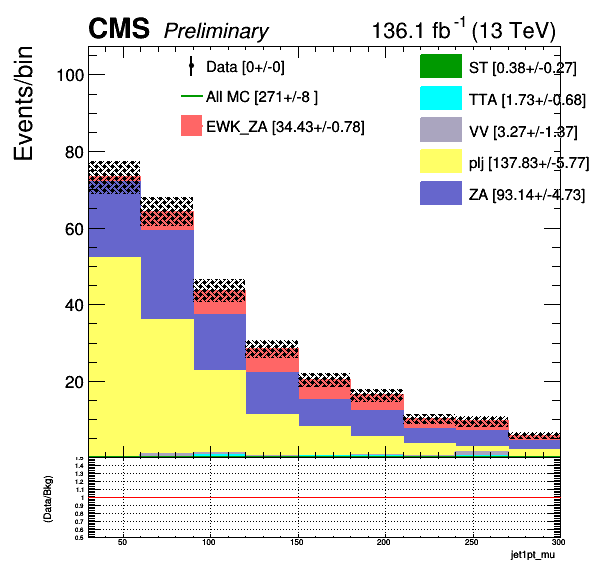 CMS Preliminary 136.1 fb-1 (13 TeV)
Events/bin
100
80
60
40
20
Data [0+/-0]
All MC [271+/-8 ]
EWK_ZA [34.43+/-0.78]
ST [0.38+/-0.27]
TTA [1.73+/-0.68]
VV [3.27+/-1.37]
plj [137.83+/-5.77]
ZA [93.14+/-4.73]
(Data/Bkg)
1.5
1.4
1.3
1.2
1.1
1
0.9
0.8
0.7
0.6
0.5
50 100 150 200 250 300
jet1pt_mu